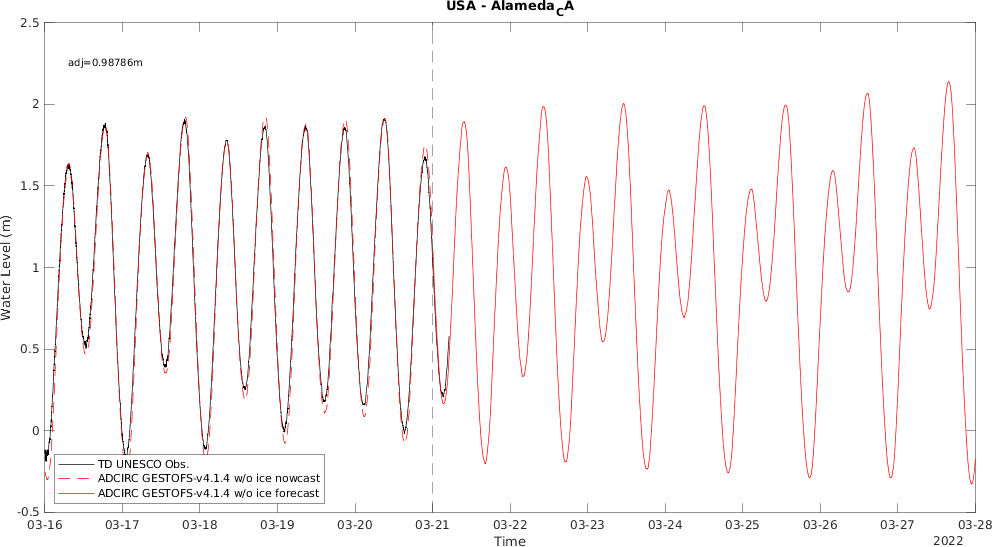 USA - Alameda_CA
2.5
adj=0.98786m
2
1.5
1
0.5
0
-0.5
Water Level (m)
TD UNESCO Obs.
ADCIRC GESTOFS-v4.1.4 w/o ice nowcast
ADCIRC GESTOFS-v4.1.4 w/o ice forecast
03-16 03-17 03-18 03-19 03-20 03-21 03-22 03-23 03-24 03-25 03-26 03-27 03-28
Time
2022